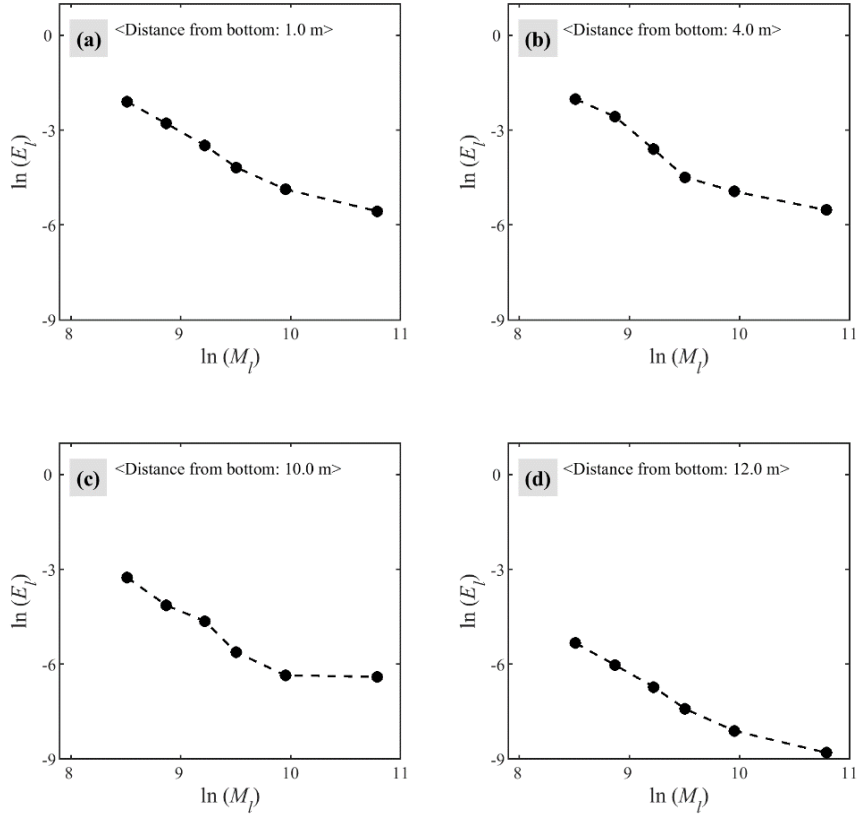 (a) <Distance from bottom: 1.0 m>
0
-3
-6
-9
ln (E_l)
8 9 10 11
ln (M_l)
(b) <Distance from bottom: 4.0 m>
0
-3
-6
-9
ln (E_l)
8 9 10 11
ln (M_l)
(c) <Distance from bottom: 10.0 m>
0
-3
-6
-9
ln (E_l)
8 9 10 11
ln (M_l)
(d) <Distance from bottom: 12.0 m>
0
-3
-6
-9
ln (E_l)
8 9 10 11
ln (M_l)